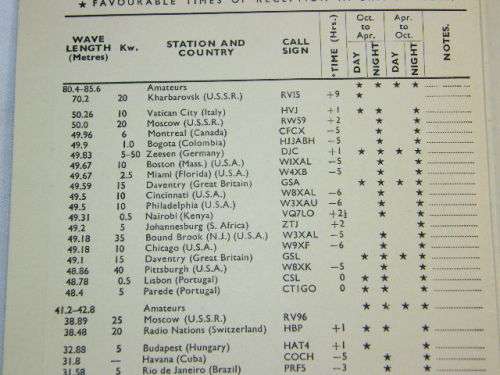 ★ FAVOURABLE TIMES OF RECEPTION IN
WAVE LENGTH (Metres) Kw. STATION AND COUNTRY CALL SIGN *TIME (Hrs.) Oct. to Apr. DAY NIGHT Apr. to Oct. DAY NIGHT NOTES.
80.4-85.6 Amateurs ★ ★ ★ ★
70.2 20 Kharbarovsk (U.S.S.R.) RV15 +9 ★
50.26 10 Vatican City (Italy) HVJ +1 ★ ★ ★
50.0 20 Moscow (U.S.S.R.) RW59 +2 ★ ★
49.96 6 Montreal (Canada) CFCX −5 ★ ★
49.9 1.0 Bogota (Colombia) HJ3ABH −5 ★ ★
49.83 5-50 Zeesen (Germany) DJC +1 ★ ★ ★ ★
49.67 10 Boston (Mass.) (U.S.A.) W1XAL −5 ★ ★
49.67 2.5 Miami (Florida) (U.S.A.) W4XB −5 ★ ★
49.59 15 Daventry (Great Britain) GSA ★ ★ ★ ★
49.5 10 Cincinnati (U.S.A.) W8XAL −6 ★ ★
49.5 10 Philadelphia (U.S.A.) W3XAU −6 ★ ★
49.31 0.5 Nairobi (Kenya) VQ7LO +2½ ★ ★
49.2 5 Johannesburg (S. Africa) ZTJ +2 ★
49.18 35 Bound Brook (N.J.) (U.S.A.) W3XAL −5 ★ ★
49.18 10 Chicago (U.S.A.) W9XF −6 ★ ★
49.1 15 Daventry (Great Britain) GSL ★ ★ ★ ★
48.86 40 Pittsburgh (U.S.A.) W8XK −5 ★ ★
48.78 0.5 Lisbon (Portugal) CSL 0 ★ ★ ★
48.4 5 Parede (Portugal) CT1GO 0 ★ ★ ★
41.2-42.8 Amateurs ★ ★ ★ ★
38.89 25 Moscow (U.S.S.R.) RV96
38.48 20 Radio Nations (Switzerland) HBP +1 ★ ★ ★
32.88 5 Budapest (Hungary) HAT4 +1 ★ ★ ★
31.8 — Havana (Cuba) COCH −5 ★ ★
31.58 5 Rio de Janeiro (Brazil) PRF5 −3 ★ ★